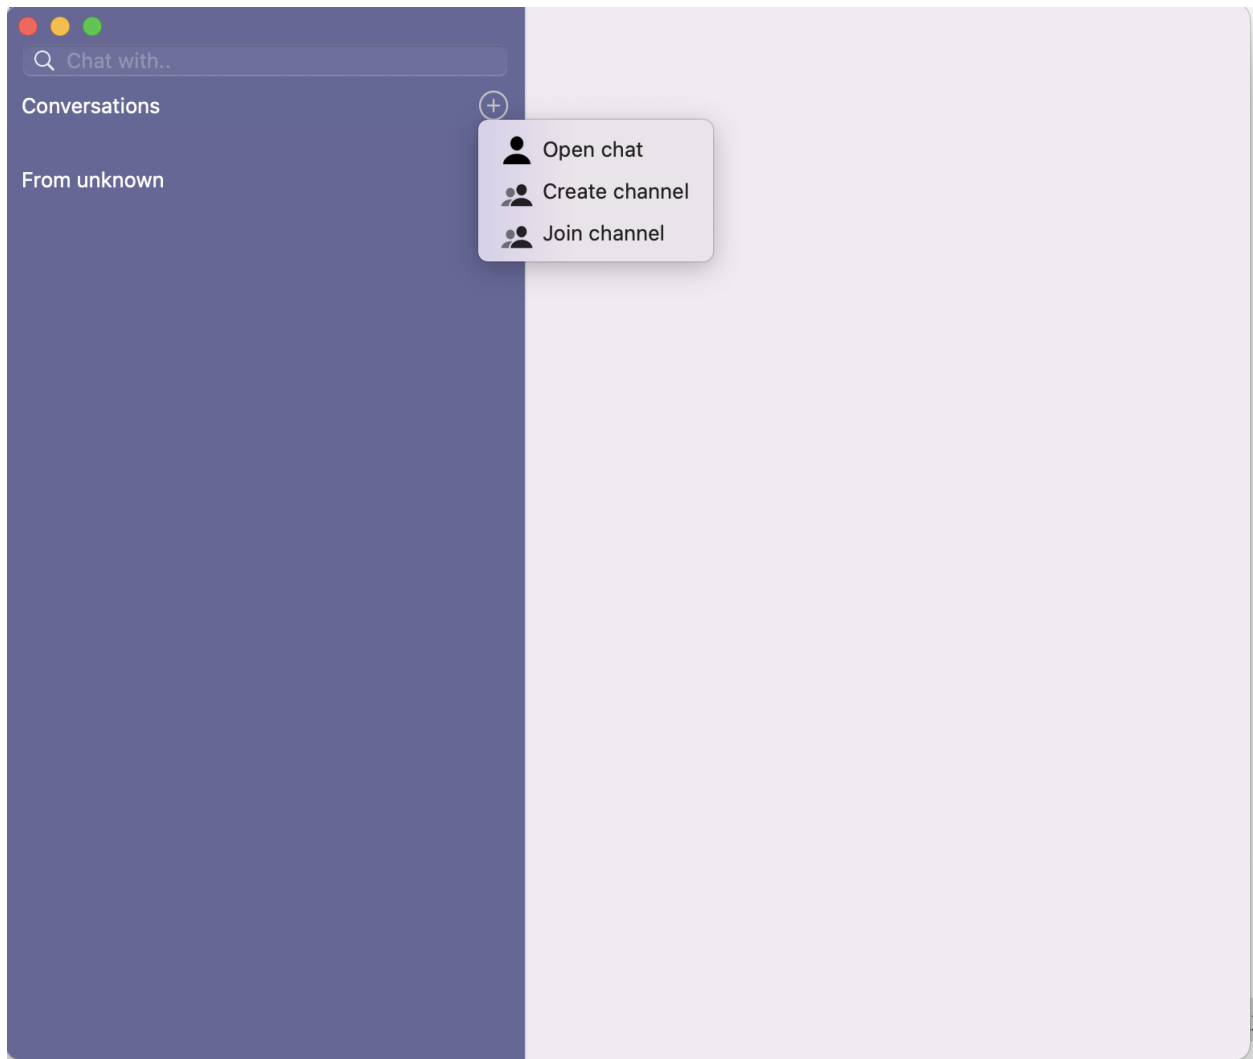 Chat with..
Conversations
Open chat
From unknown
Create channel
Join channel